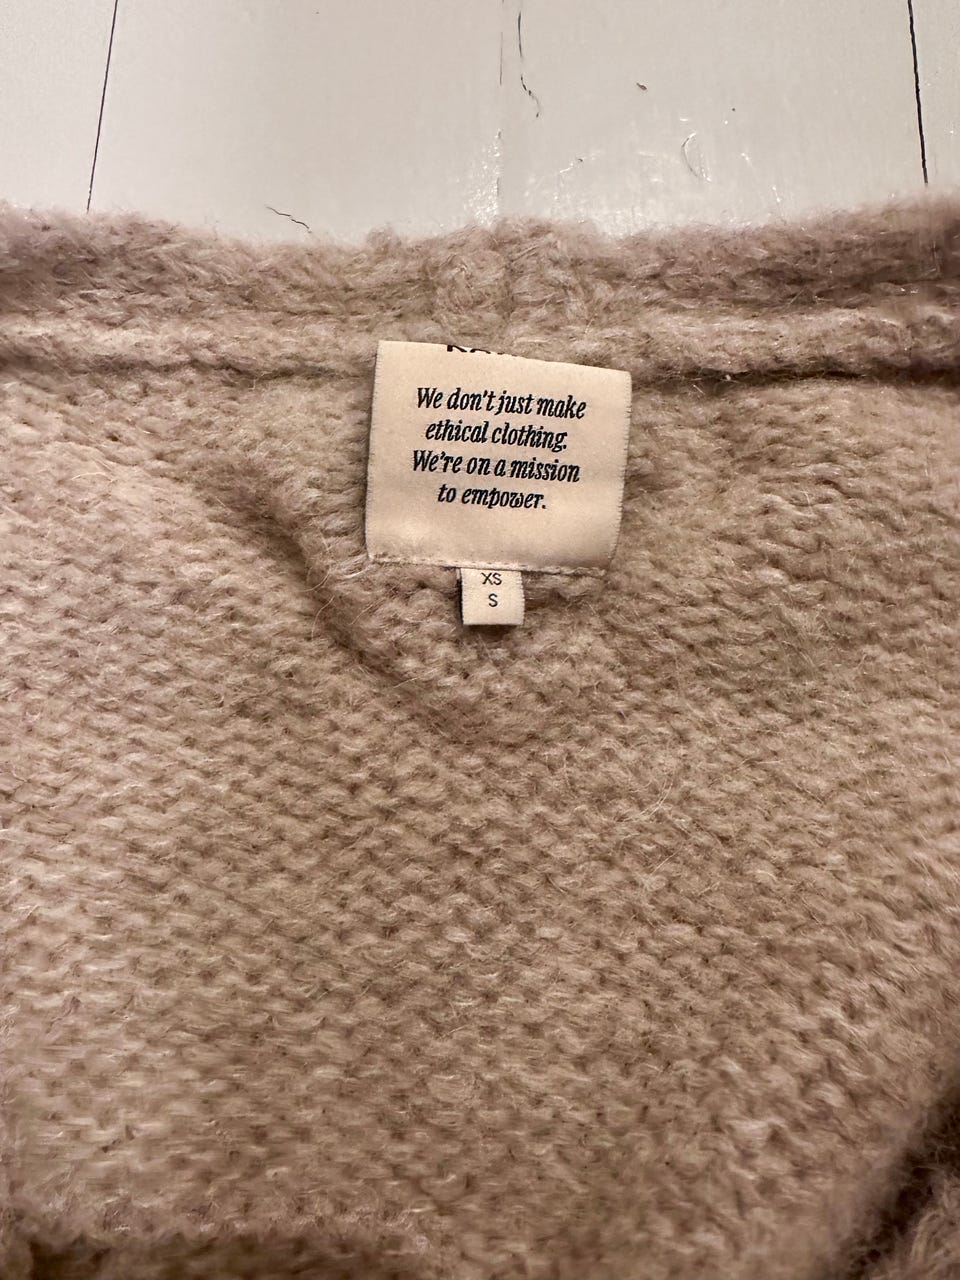 We don't just make
ethical clothing.
We're on a mission
to empower.
XS
S